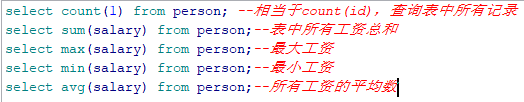 select count(1) from person; --相当于count(id)，查询表中所有记录
select sum(salary) from person;--表中所有工资总和
select max(salary) from person;--最大工资
select min(salary) from person;--最小工资
select avg(salary) from person;--所有工资的平均数